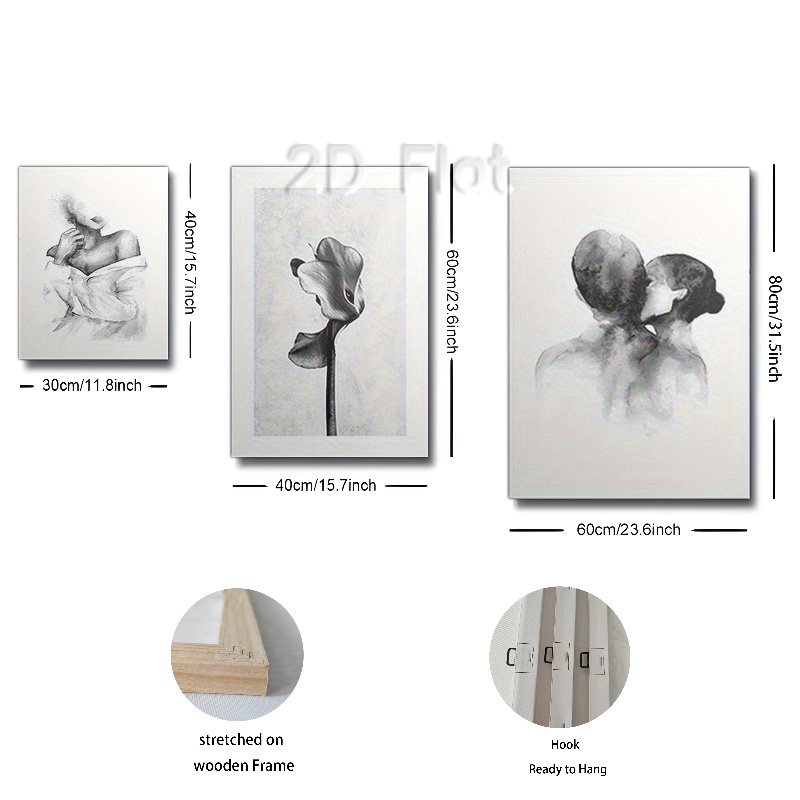 2D Flat
40cm/15.7inch
30cm/11.8inch
60cm/23.6inch
40cm/15.7inch
80cm/31.5inch
60cm/23.6inch
stretched on
wooden Frame
Hook
Ready to Hang